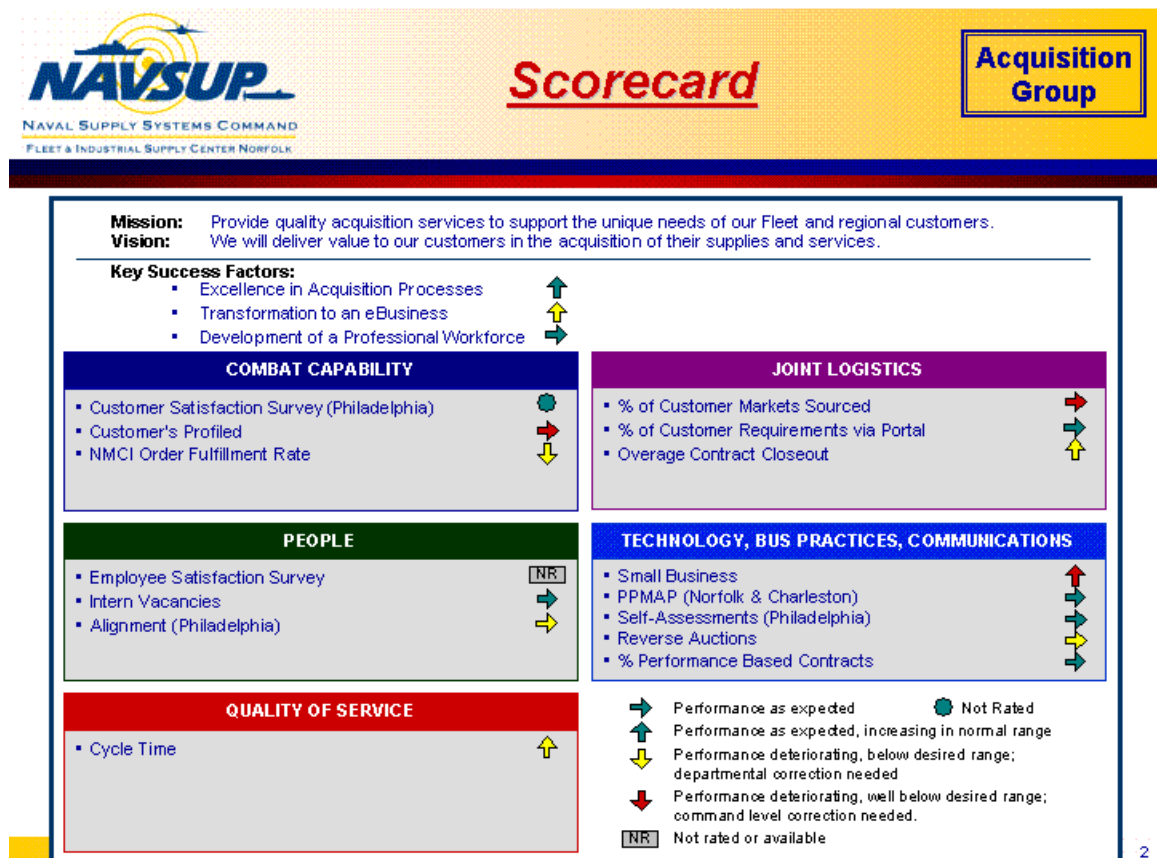 NAVSUP
NAVAL SUPPLY SYSTEMS COMMAND
FLEET & INDUSTRIAL SUPPLY CENTER NORFOLK
Scorecard
Acquisition
Group
Mission: Provide quality acquisition services to support the unique needs of our Fleet and regional customers.
Vision: We will deliver value to our customers in the acquisition of their supplies and services.
Key Success Factors:
▪ Excellence in Acquisition Processes
▪ Transformation to an eBusiness
▪ Development of a Professional Workforce
COMBAT CAPABILITY
▪ Customer Satisfaction Survey (Philadelphia)
▪ Customer's Profiled
▪ NMCI Order Fulfillment Rate
JOINT LOGISTICS
▪ % of Customer Markets Sourced
▪ % of Customer Requirements via Portal
▪ Overage Contract Closeout
PEOPLE
▪ Employee Satisfaction Survey NR
▪ Intern Vacancies
▪ Alignment (Philadelphia)
TECHNOLOGY, BUS PRACTICES, COMMUNICATIONS
▪ Small Business
▪ PPMAP (Norfolk & Charleston)
▪ Self-Assessments (Philadelphia)
▪ Reverse Auctions
▪ % Performance Based Contracts
QUALITY OF SERVICE
▪ Cycle Time
Performance as expected Not Rated
Performance as expected, increasing in normal range
Performance deteriorating, below desired range;
departmental correction needed
Performance deteriorating, well below desired range;
command level correction needed.
NR Not rated or available
2